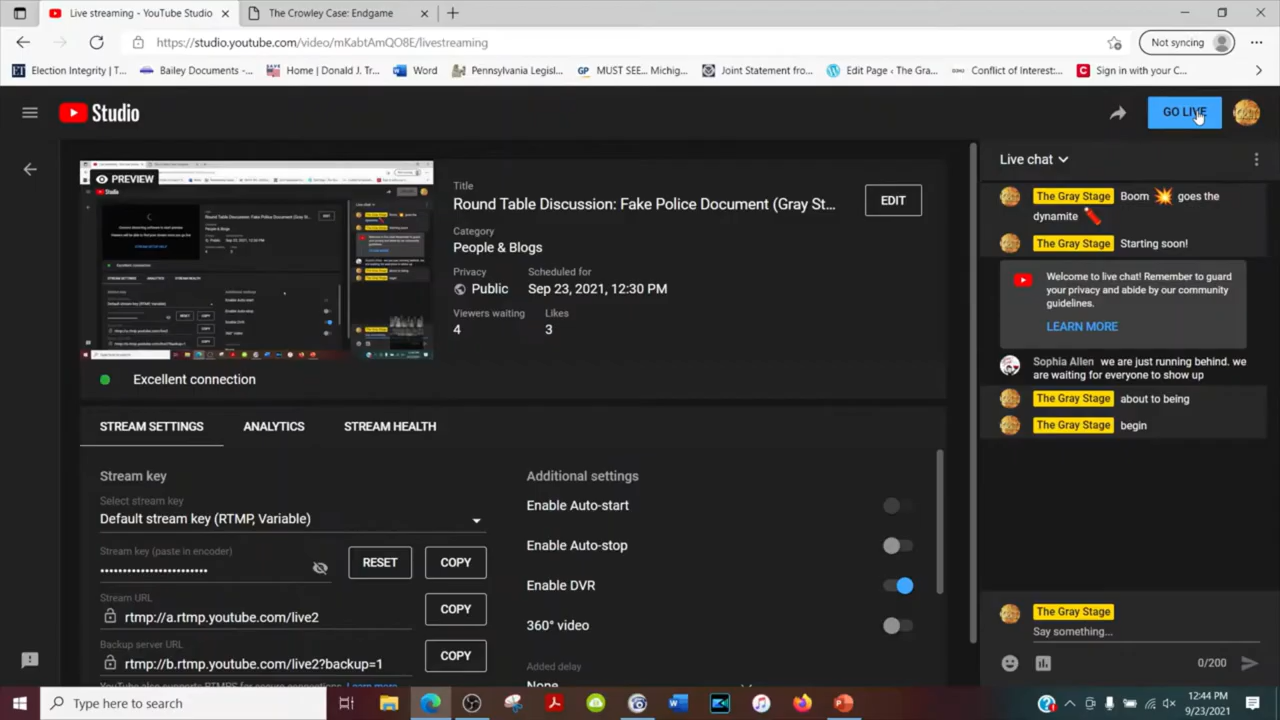 Live streaming - YouTube Studio
The Crowley Case: Endgame
https://studio.youtube.com/video/mKabtAmQO8E/livestreaming
Not syncing
Election Integrity | T...
Bailey Documents -...
Home | Donald J. Tr...
Word
Pennsylvania Legisl...
MUST SEE... Michig...
Joint Statement fro...
Edit Page ‹ The Gra...
Conflict of Interest:...
Sign in with your C...
Studio
GO LIVE
PREVIEW
Title
Round Table Discussion: Fake Police Document (Gray St...
EDIT
Category
People & Blogs
Privacy
Public
Scheduled for
Sep 23, 2021, 12:30 PM
Viewers waiting
4
Likes
3
Excellent connection
STREAM SETTINGS
ANALYTICS
STREAM HEALTH
Stream key
Select stream key
Default stream key (RTMP, Variable)
Stream key (paste in encoder)
••••••••••••••••••••••••
RESET
COPY
Stream URL
rtmp://a.rtmp.youtube.com/live2
COPY
Backup server URL
rtmp://b.rtmp.youtube.com/live2?backup=1
COPY
Additional settings
Enable Auto-start
Enable Auto-stop
Enable DVR
360° video
Added delay
None
Live chat
The Gray Stage Boom 💥 goes the
dynamite 🧨
The Gray Stage Starting soon!
Welcome to live chat! Remember to guard
your privacy and abide by our community
guidelines.
LEARN MORE
Sophia Allen we are just running behind. we
are waiting for everyone to show up
The Gray Stage about to being
The Gray Stage begin
The Gray Stage
Say something...
0/200
Type here to search
12:44 PM
9/23/2021